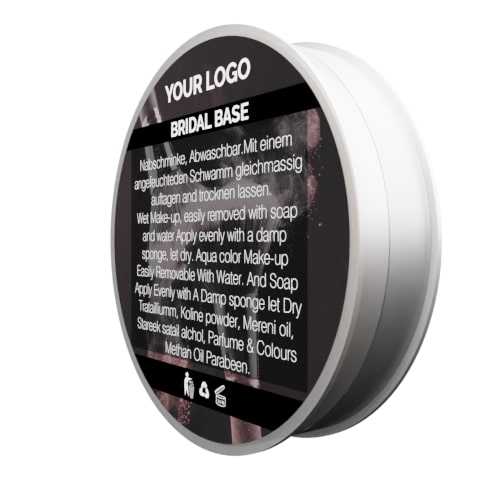 YOUR LOGO
BRIDAL BASE
Nabschminke, Abwaschbar.Mit einem
angeleuchteden Schwamm gleichmassig
auftagen and trocknen lassen.
Wet Make-up, easily removed with soap
and water Apply evenly with a damp
sponge, let dry. Aqua color Make-up
Easily Removable With Water. And Soap
Apply Evenly with A Damp sponge let Dry
Tratalliumm, Koline powder, Mereni oil,
Stareek satail alchol, Parfume & Colours
Methan Oil Parabeen.